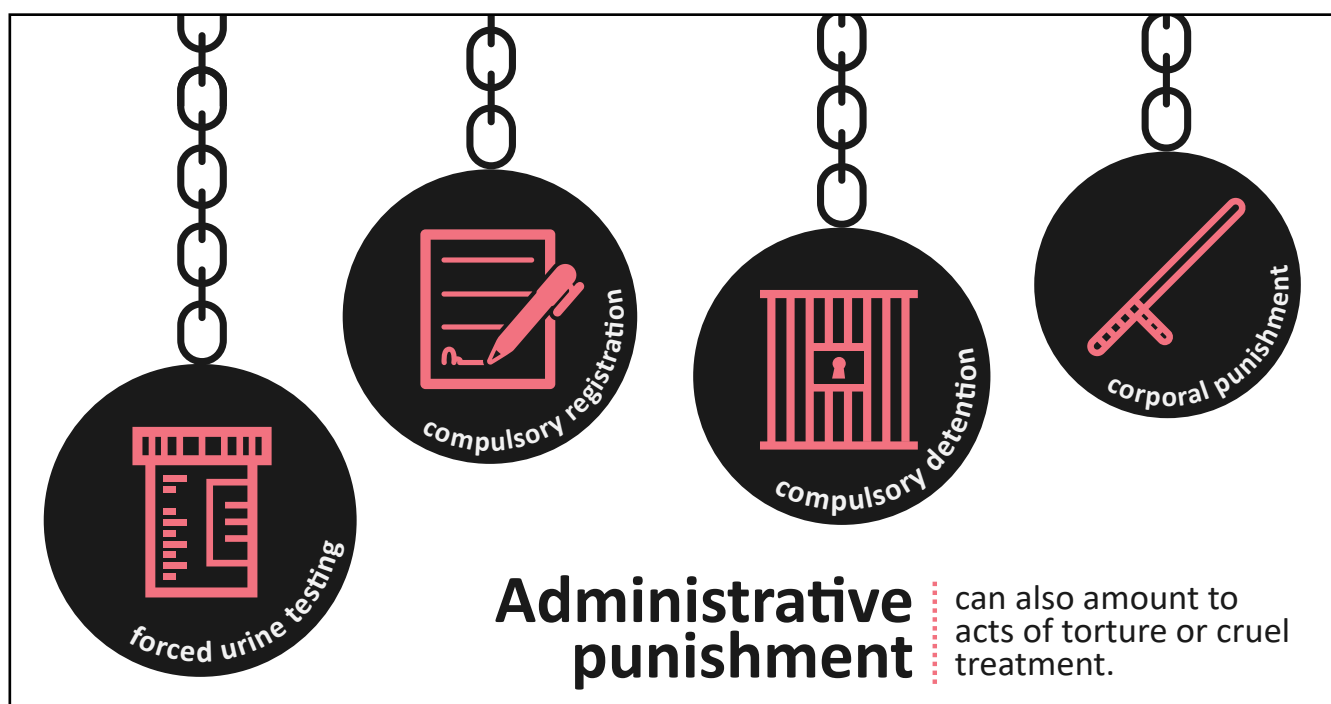 forced urine testing
compulsory registration
compulsory detention
corporal punishment
Administrative
punishment
can also amount to
acts of torture or cruel
treatment.